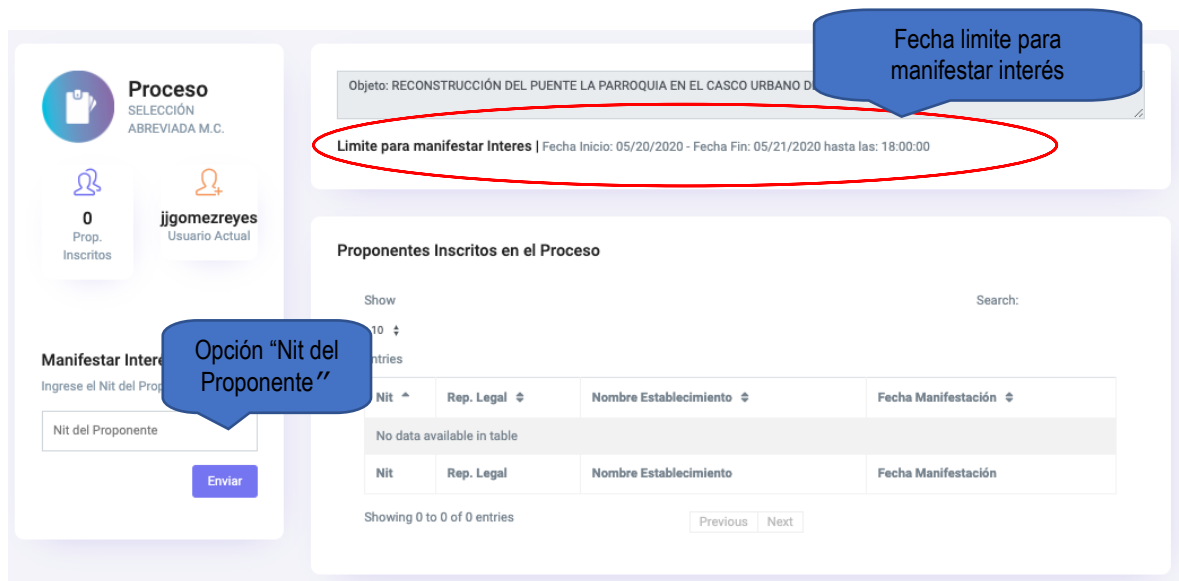 Fecha limite para
manifestar interés
Proceso
SELECCIÓN
ABREVIADA M.C.
0
Prop.
Inscritos
jjgomezreyes
Usuario Actual
Objeto: RECONSTRUCCIÓN DEL PUENTE LA PARROQUIA EN EL CASCO URBANO
Limite para manifestar Interes | Fecha Inicio: 05/20/2020 - Fecha Fin: 05/21/2020 hasta las: 18:00:00
Opción “Nit del
Proponente”
Manifestar
Ingrese el Nit del
Nit del Proponente
Enviar
Proponentes Inscritos en el Proceso
Show
Search:
10
Nit
Rep. Legal
Nombre Establecimiento
Fecha Manifestación
No data available in table
Nit
Rep. Legal
Nombre Establecimiento
Fecha Manifestación
Showing 0 to 0 of 0 entries
Previous
Next